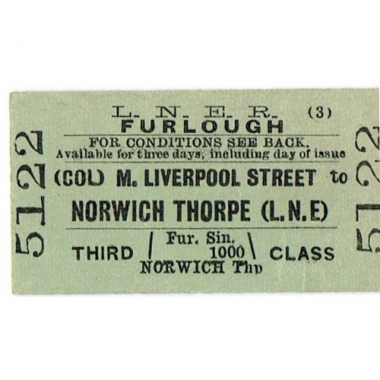 L. N. E. R. (3)
FURLOUGH
FOR CONDITIONS SEE BACK.
Available for three days, including day of issue
(COL) M. LIVERPOOL STREET to
NORWICH THORPE (L.N.E)
THIRD Fur. Sin. 1000 CLASS
NORWICH Thp
5122
5122